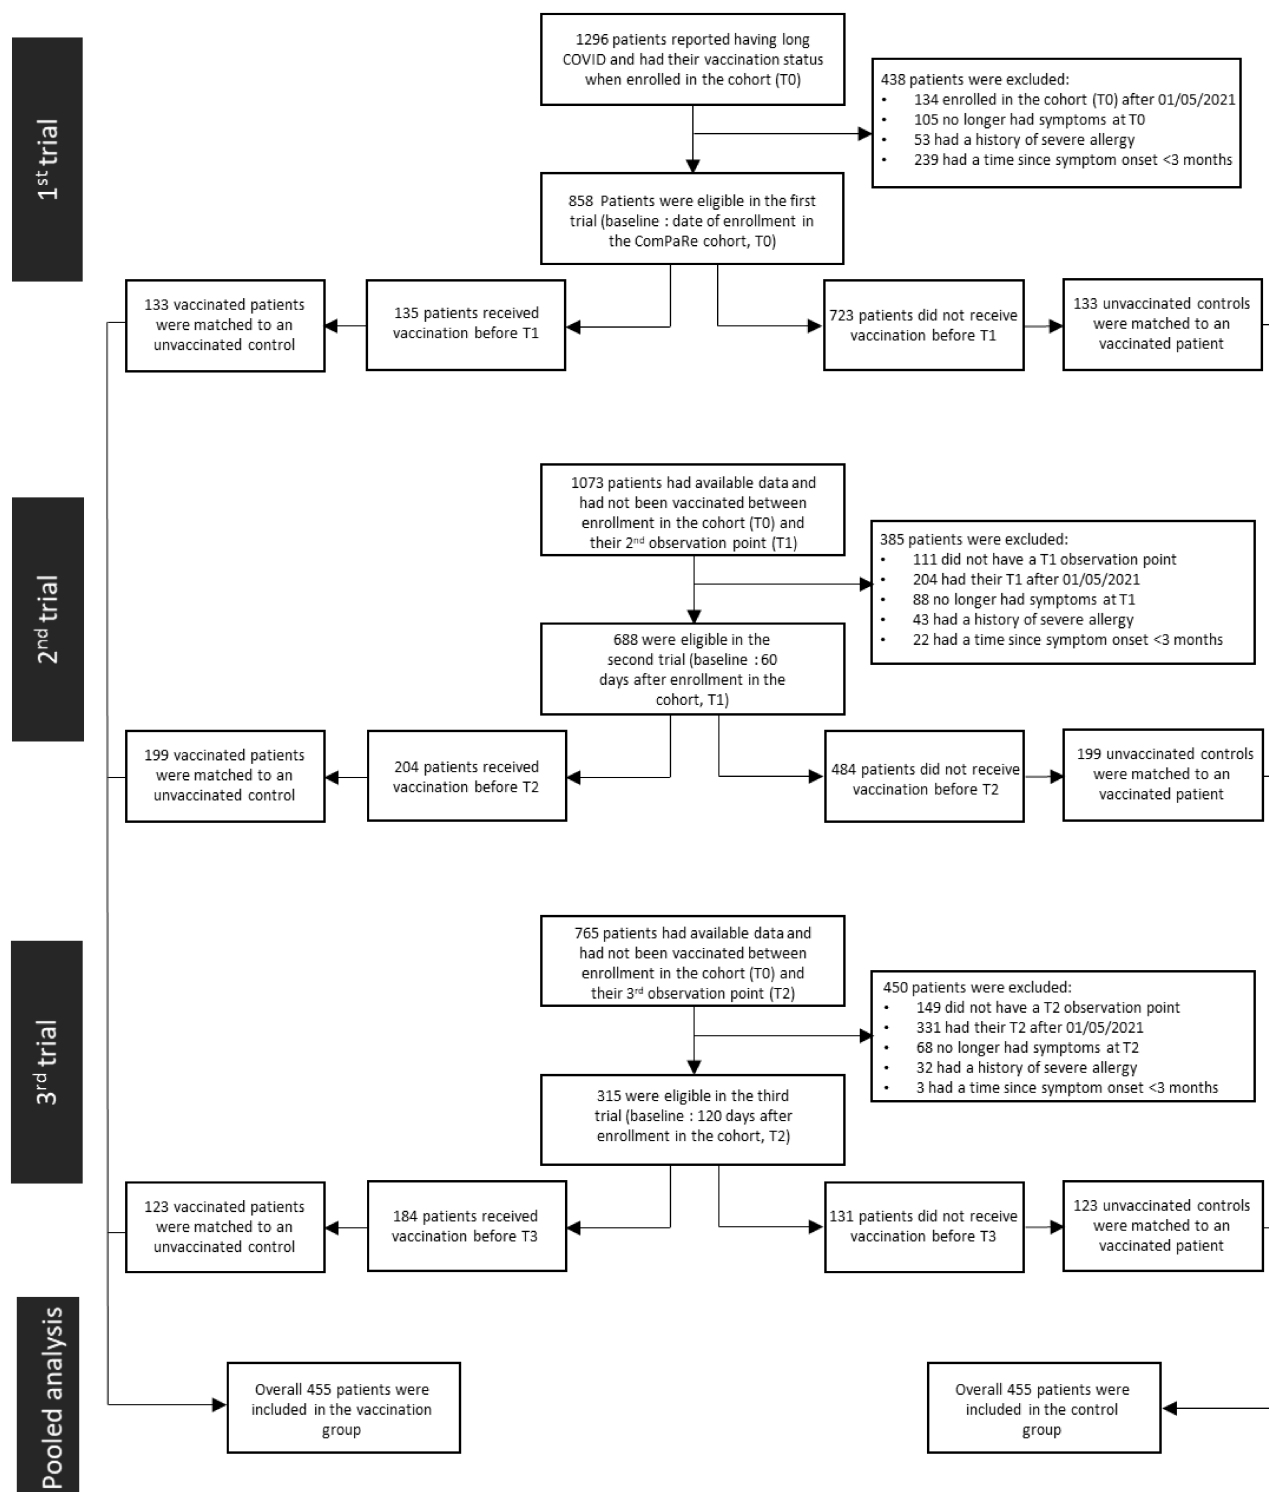 1st trial
1296 patients reported having long
COVID and had their vaccination status
when enrolled in the cohort (T0)
438 patients were excluded:
• 134 enrolled in the cohort (T0) after 01/05/2021
• 105 no longer had symptoms at T0
• 53 had a history of severe allergy
• 239 had a time since symptom onset <3 months
858 Patients were eligible in the first
trial (baseline : date of enrollment in
the ComPaRe cohort, T0)
133 vaccinated patients
were matched to an
unvaccinated control
135 patients received
vaccination before T1
723 patients did not receive
vaccination before T1
133 unvaccinated controls
were matched to an
vaccinated patient
2nd trial
1073 patients had available data and
had not been vaccinated between
enrollment in the cohort (T0) and
their 2nd observation point (T1)
385 patients were excluded:
• 111 did not have a T1 observation point
• 204 had their T1 after 01/05/2021
• 88 no longer had symptoms at T1
• 43 had a history of severe allergy
• 22 had a time since symptom onset <3 months
688 were eligible in the
second trial (baseline : 60
days after enrollment in the
cohort, T1)
199 vaccinated patients
were matched to an
unvaccinated control
204 patients received
vaccination before T2
484 patients did not receive
vaccination before T2
199 unvaccinated controls
were matched to an
vaccinated patient
3rd trial
765 patients had available data and
had not been vaccinated between
enrollment in the cohort (T0) and
their 3rd observation point (T2)
450 patients were excluded:
• 149 did not have a T2 observation point
• 331 had their T2 after 01/05/2021
• 68 no longer had symptoms at T2
• 32 had a history of severe allergy
• 3 had a time since symptom onset <3 months
315 were eligible in the third
trial (baseline : 120 days after
enrollment in the cohort, T2)
123 vaccinated patients
were matched to an
unvaccinated control
184 patients received
vaccination before T3
131 patients did not receive
vaccination before T3
123 unvaccinated controls
were matched to an
vaccinated patient
Pooled analysis
Overall 455 patients were
included in the vaccination
group
Overall 455 patients were
included in the control
group